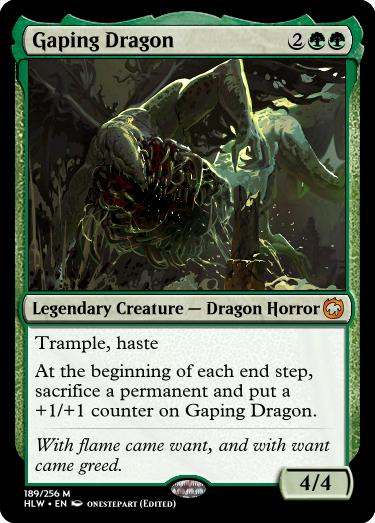 Gaping Dragon 2
Legendary Creature — Dragon Horror
Trample, haste
At the beginning of each end step,
sacrifice a permanent and put a
+1/+1 counter on Gaping Dragon.
With flame came want, and with want
came greed.
4/4
189/256 M
HLW • EN ONESTEPART (Edited)